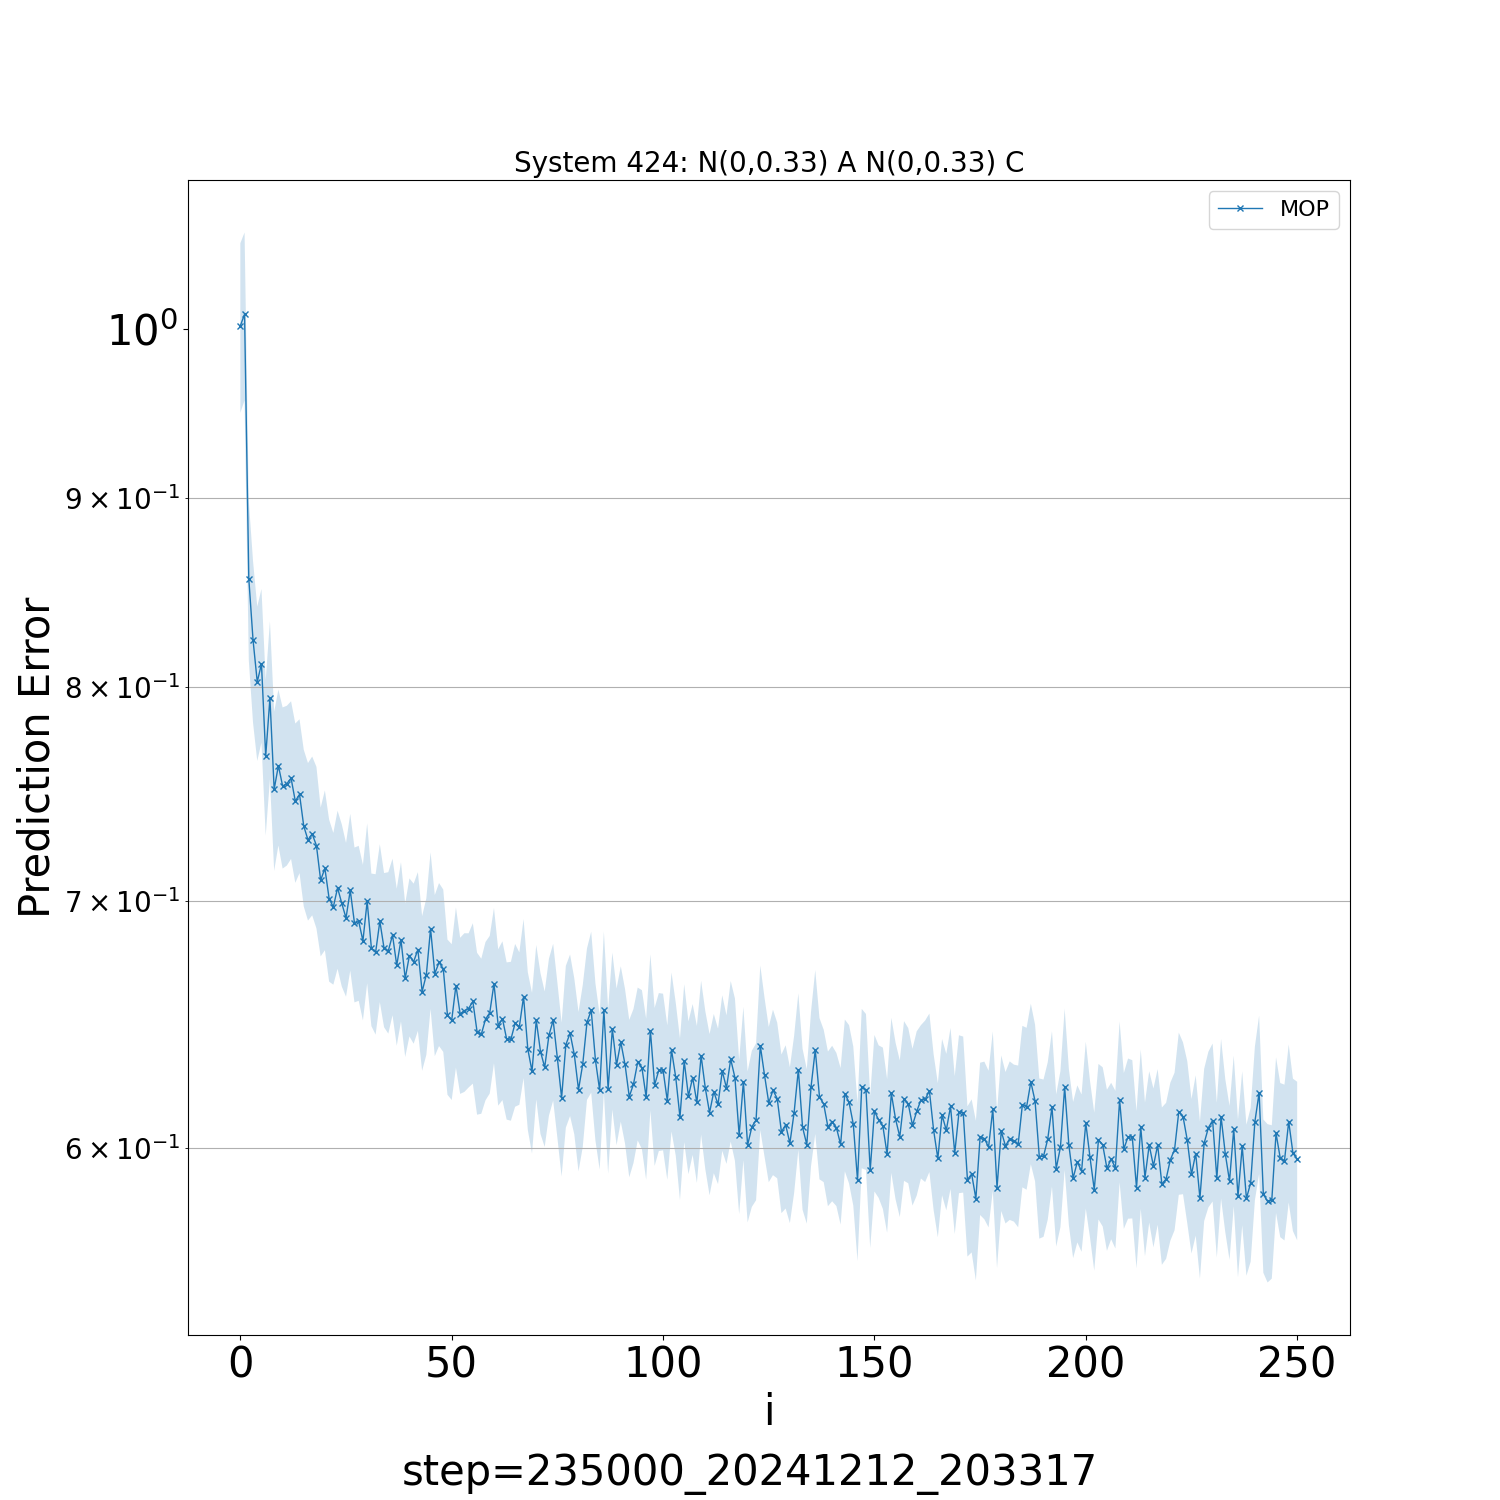 System 424: N(0,0.33) A N(0,0.33) C
MOP
10⁰
9 × 10⁻¹
8 × 10⁻¹
7 × 10⁻¹
6 × 10⁻¹
Prediction Error
0 50 100 150 200 250
i
step=235000_20241212_203317